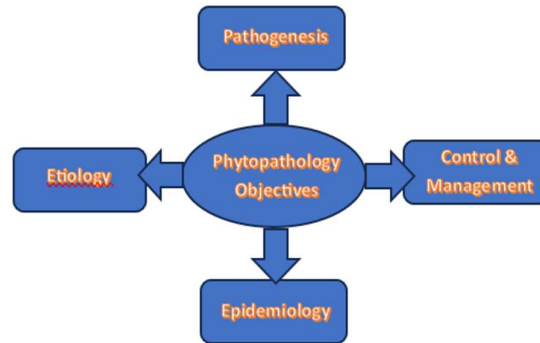 Pathogenesis
Etiology
Phytopathology
Objectives
Control &
Management
Epidemiology